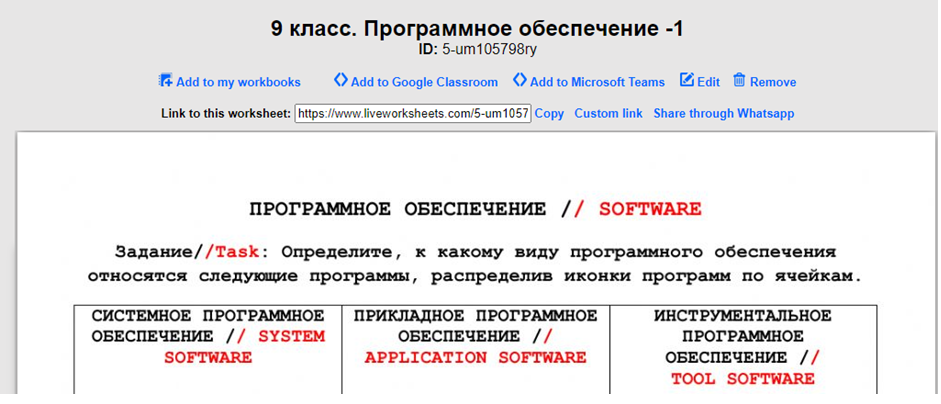 9 класс. Программное обеспечение -1
ID: 5-um105798ry
Add to my workbooks Add to Google Classroom Add to Microsoft Teams Edit Remove
Link to this worksheet: https://www.liveworksheets.com/5-um1057 Copy Custom link Share through Whatsapp
ПРОГРАММНОЕ ОБЕСПЕЧЕНИЕ // SOFTWARE
Задание//Task: Определите, к какому виду программного обеспечения
относятся следующие программы, распределив иконки программ по ячейкам.
СИСТЕМНОЕ ПРОГРАММНОЕ
ОБЕСПЕЧЕНИЕ // SYSTEM
SOFTWARE
ПРИКЛАДНОЕ ПРОГРАММНОЕ
ОБЕСПЕЧЕНИЕ //
APPLICATION SOFTWARE
ИНСТРУМЕНТАЛЬНОЕ
ПРОГРАММНОЕ
ОБЕСПЕЧЕНИЕ //
TOOL SOFTWARE